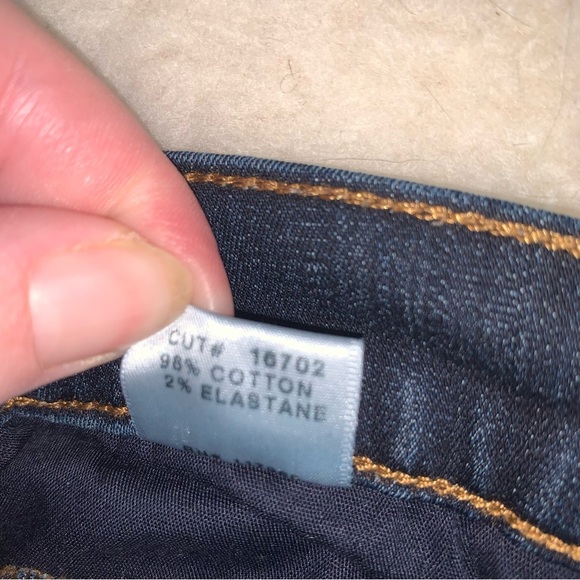 CUT# 16702
98% COTTON
2% ELASTANE